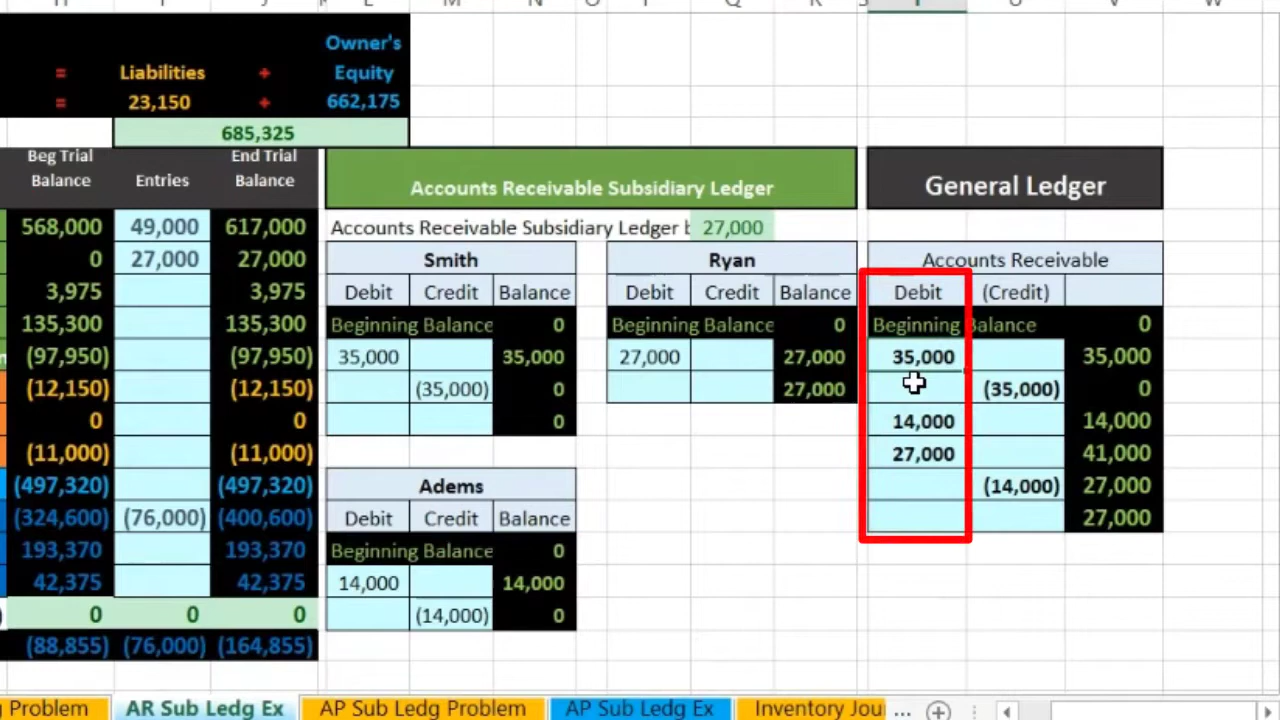 Owner's
= Liabilities + Equity
= 23,150 + 662,175
685,325
Beg Trial Balance Entries End Trial Balance
Accounts Receivable Subsidiary Ledger
General Ledger
568,000 49,000 617,000
0 27,000 27,000
3,975 3,975
135,300 135,300
(97,950) (97,950)
(12,150) (12,150)
0 0
(11,000) (11,000)
(497,320) (497,320)
(324,600) (76,000) (400,600)
193,370 193,370
42,375 42,375
0 0 0
(88,855) (76,000) (164,855)
Accounts Receivable Subsidiary Ledger 27,000
Smith
Debit Credit Balance
Beginning Balance 0
35,000 35,000
(35,000) 0
0
Adems
Debit Credit Balance
Beginning Balance 0
14,000 14,000
(14,000) 0
Ryan
Debit Credit Balance
Beginning Balance 0
27,000 27,000
27,000
Accounts Receivable
Debit (Credit)
Beginning Balance 0
35,000 35,000
(35,000) 0
14,000 14,000
27,000 41,000
(14,000) 27,000
27,000
Problem AR Sub Ledg Ex AP Sub Ledg Problem AP Sub Ledg Ex Inventory Jou ...